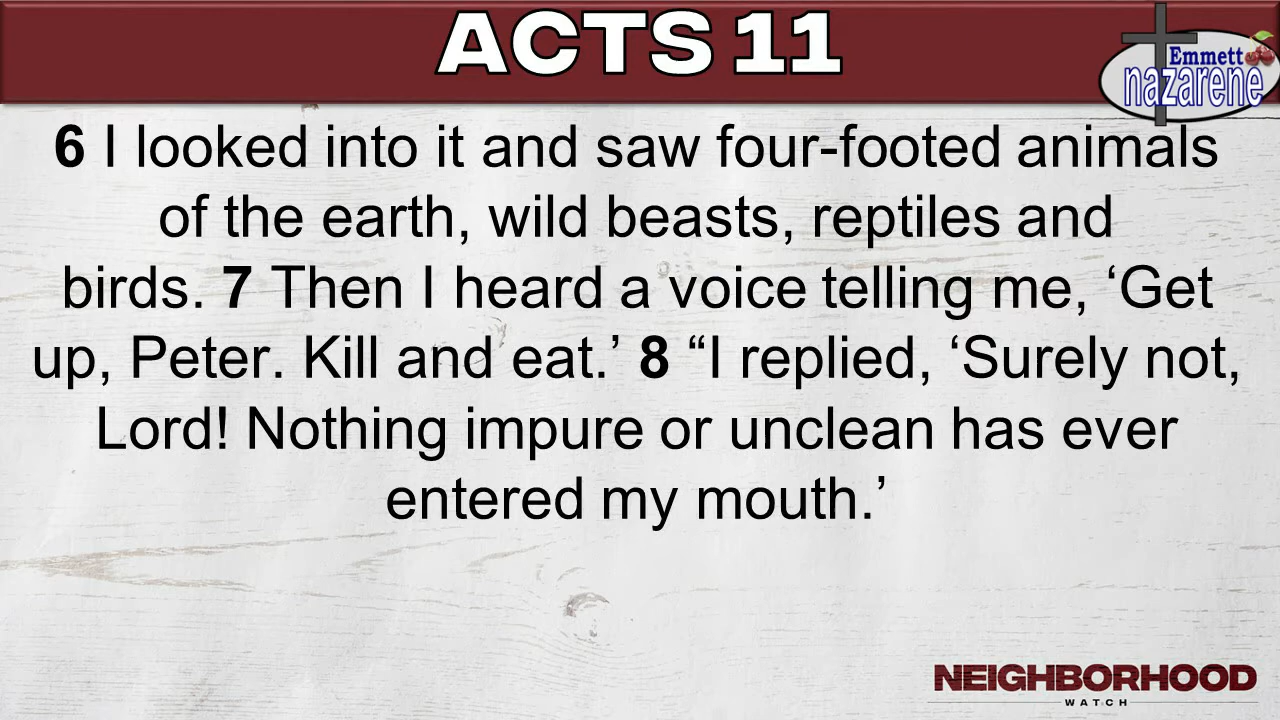 ACTS 11
Emmett
nazarene
6 I looked into it and saw four-footed animals
of the earth, wild beasts, reptiles and
birds. 7 Then I heard a voice telling me, ‘Get
up, Peter. Kill and eat.’ 8 “I replied, ‘Surely not,
Lord! Nothing impure or unclean has ever
entered my mouth.’
NEIGHBORHOOD
WATCH